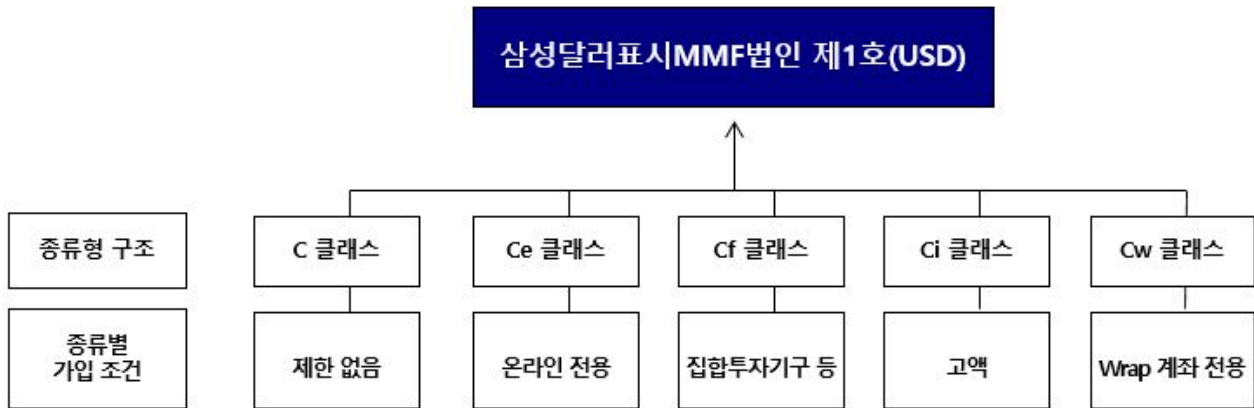 삼성달러표시MMF법인 제1호(USD)
종류형 구조
C 클래스
Ce 클래스
Cf 클래스
Ci 클래스
Cw 클래스
종류별
가입 조건
제한 없음
온라인 전용
집합투자기구 등
고액
Wrap 계좌 전용